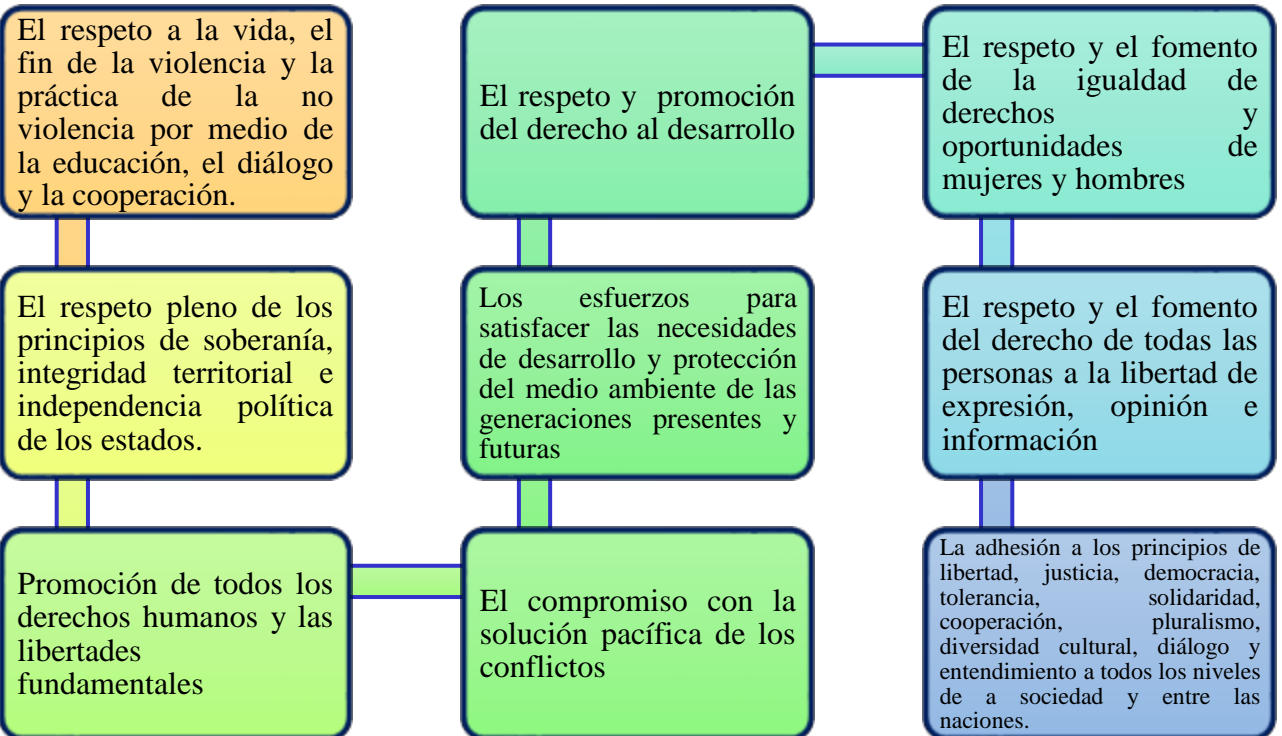 El respeto a la vida, el
fin de la violencia y la
práctica de la no
violencia por medio de
la educación, el diálogo
y la cooperación.
El respeto pleno de los
principios de soberanía,
integridad territorial e
independencia política
de los estados.
Promoción de todos los
derechos humanos y las
libertades
fundamentales
El compromiso con la
solución pacífica de los
conflictos
Los esfuerzos para
satisfacer las necesidades
de desarrollo y protección
del medio ambiente de las
generaciones presentes y
futuras
El respeto y promoción
del derecho al desarrollo
El respeto y el fomento
de la igualdad de
derechos y
oportunidades de
mujeres y hombres
El respeto y el fomento
del derecho de todas las
personas a la libertad de
expresión, opinión e
información
La adhesión a los principios de
libertad, justicia, democracia,
tolerancia, solidaridad,
cooperación, pluralismo,
diversidad cultural, diálogo y
entendimiento a todos los niveles
de a sociedad y entre las
naciones.